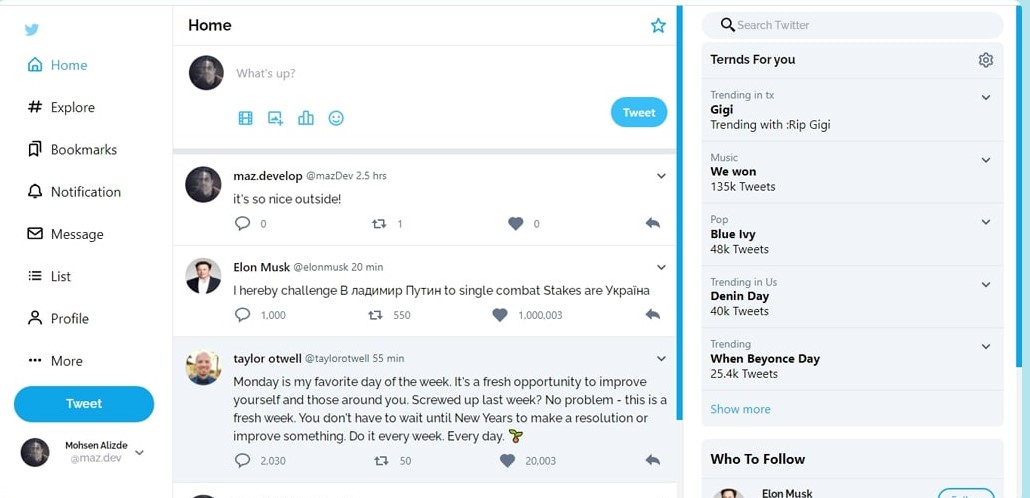 Home
Explore
Bookmarks
Notification
Message
List
Profile
More
Tweet
Mohsen Alizde
@maz.dev
Home
What's up?
Tweet
maz.develop @mazDev 2.5 hrs
it's so nice outside!
0 1 0
Elon Musk @elonmusk 20 min
I hereby challenge В ладимир Путин to single combat Stakes are Україна
1,000 550 1,000,003
taylor otwell @taylorotwell 55 min
Monday is my favorite day of the week. It's a fresh opportunity to improve
yourself and those around you. Screwed up last week? No problem - this is a
fresh week. You don't have to wait until New Years to make a resolution or
improve something. Do it every week. Every day.
2,030 50 20.003
Search Twitter
Ternds For you
Trending in tx
Gigi
Trending with :Rip Gigi
Music
We won
135k Tweets
Pop
Blue Ivy
48k Tweets
Trending in Us
Denin Day
40k Tweets
Trending
When Beyonce Day
25.4k Tweets
Show more
Who To Follow
Elon Musk